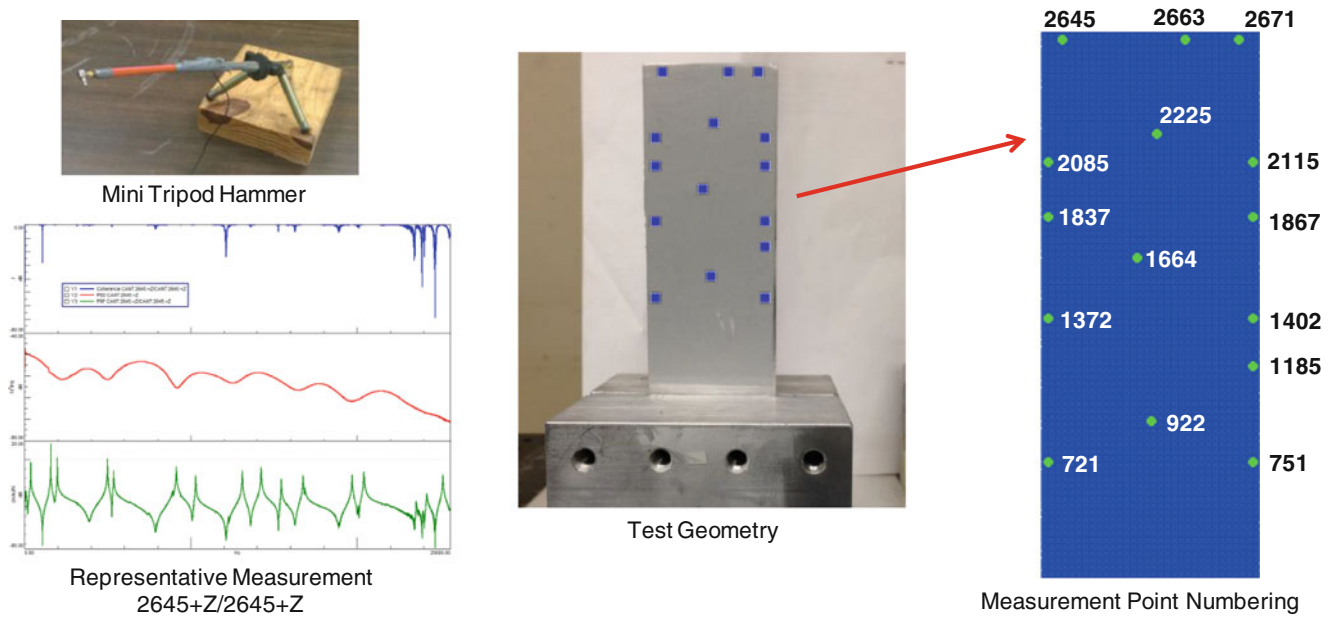 Mini Tripod Hammer
Representative Measurement
2645+Z/2645+Z
Test Geometry
2645 2663 2671
2225
2085 2115
1837 1867
1664
1372 1402
1185
922
721 751
Measurement Point Numbering